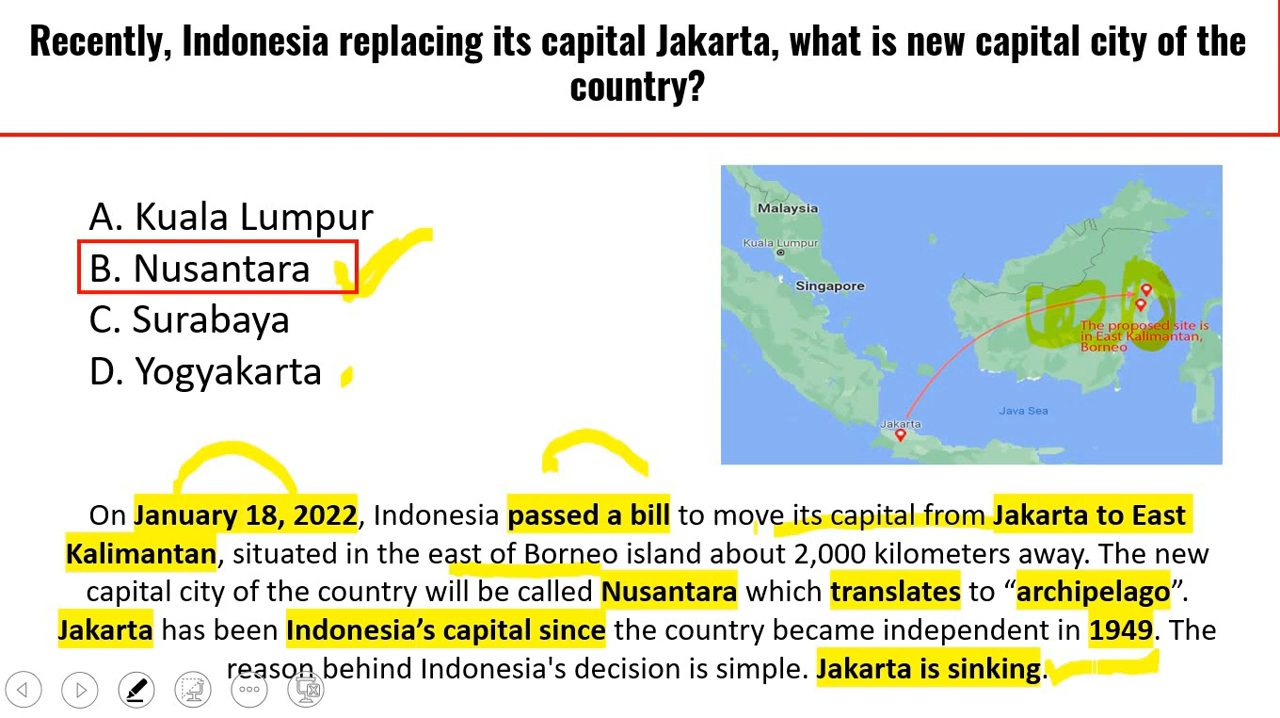 Recently, Indonesia replacing its capital Jakarta, what is new capital city of the
country?
A. Kuala Lumpur
B. Nusantara
C. Surabaya
D. Yogyakarta
Malaysia
Kuala Lumpur
Singapore
The proposed site is
in East Kalimantan,
Borneo
Java Sea
Jakarta
On January 18, 2022, Indonesia passed a bill to move its capital from Jakarta to East
Kalimantan, situated in the east of Borneo island about 2,000 kilometers away. The new
capital city of the country will be called Nusantara which translates to “archipelago”.
Jakarta has been Indonesia’s capital since the country became independent in 1949. The
reason behind Indonesia's decision is simple. Jakarta is sinking.